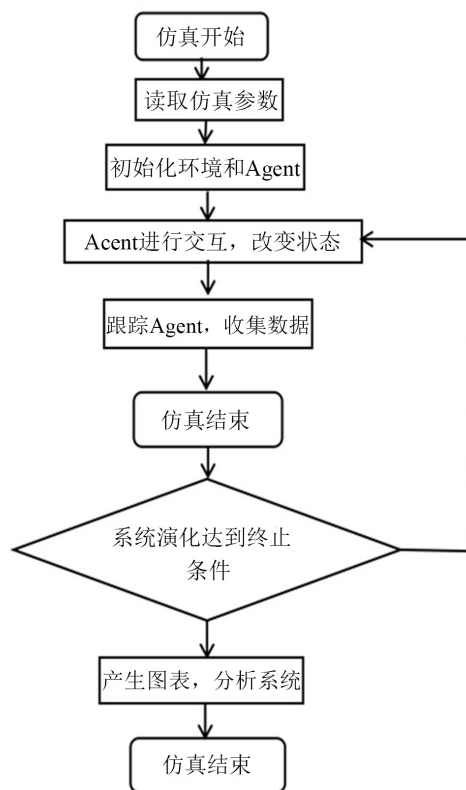 仿真开始
读取仿真参数
初始化环境和Agent
Acent进行交互，改变状态
跟踪Agent，收集数据
仿真结束
系统演化达到终止
条件
产生图表，分析系统
仿真结束